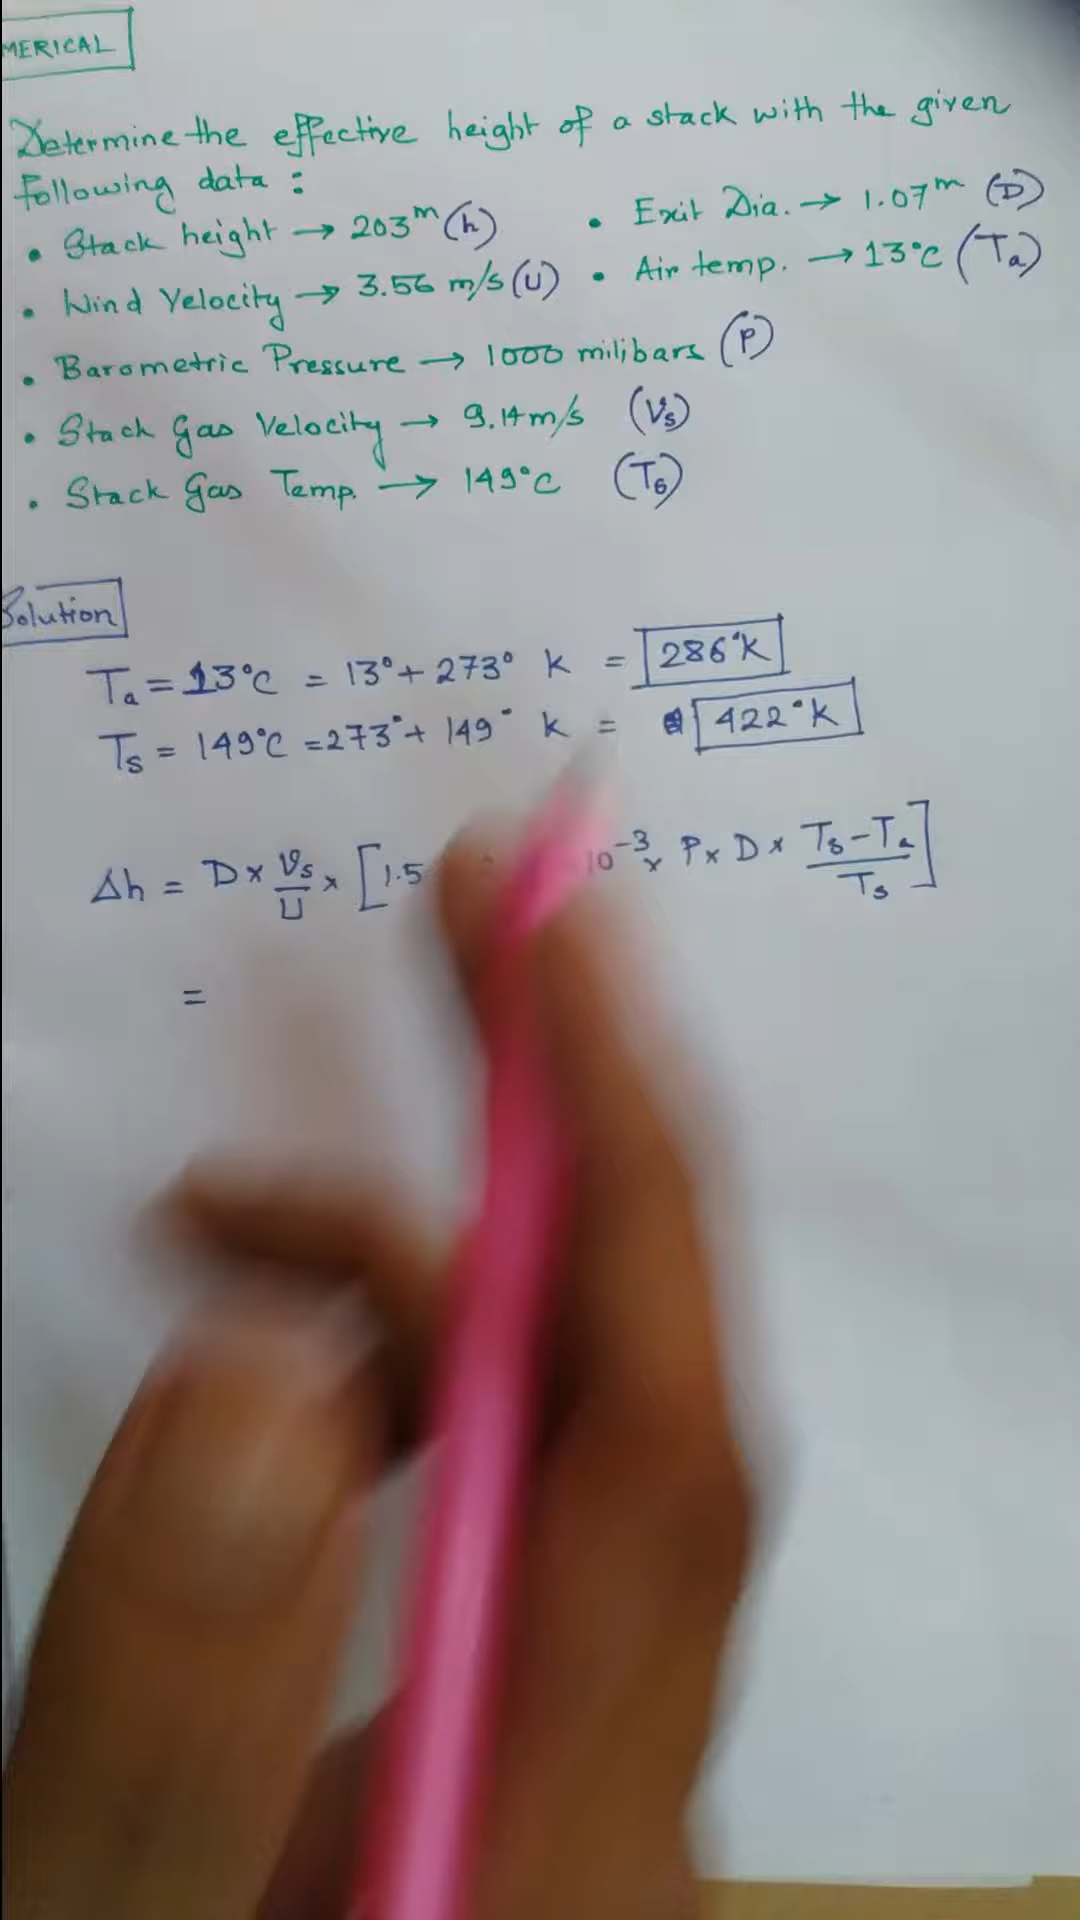 MERICAL
Determine the effective height of a stack with the given
following data :
• Stack height → 203m (h)
• Exit Dia. → 1.07m (D)
• Wind Velocity → 3.56 m/s (U)
• Air temp. → 13°C (Ta)
• Barometric Pressure → 1000 milibars (P)
• Stack Gas Velocity → 9.14m/s (Vs)
• Stack Gas Temp. → 149°C (Ts)
Solution
Ta = 13°C = 13° + 273° k = 286°K
Ts = 149°C = 273° + 149° k = 422°K
Δh = D × Vs/U × [1.5 10⁻³ × P × D × Ts-Ta/Ts]
=